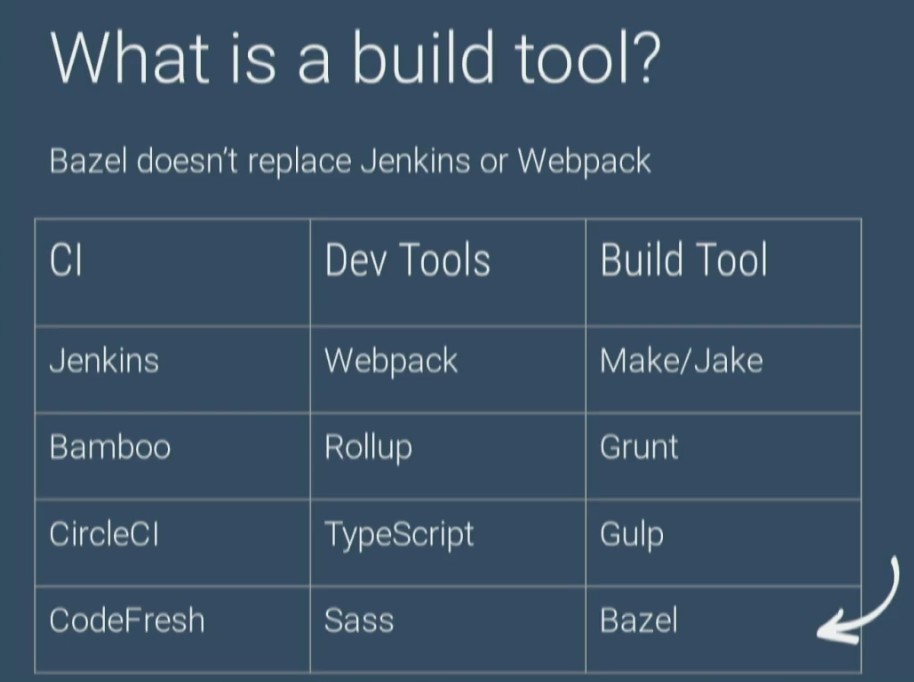 What is a build tool?
Bazel doesn't replace Jenkins or Webpack
CI Dev Tools Build Tool
Jenkins Webpack Make/Jake
Bamboo Rollup Grunt
CircleCI TypeScript Gulp
CodeFresh Sass Bazel